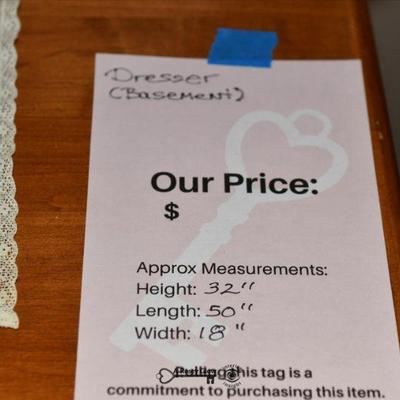 Dresser
(Basement)
Our Price:
$
Approx Measurements:
Height: 32"
Length: 50"
Width: 18"
Pulling this tag is a
commitment to purchasing this item.